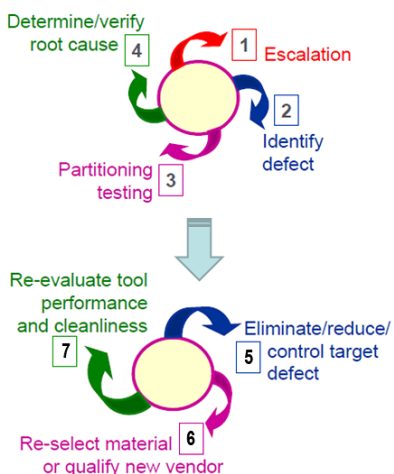 Determine/verify
root cause 4
1
Escalation
2
Identify
defect
Partitioning
testing 3
Re-evaluate tool
performance
and cleanliness
7
Eliminate/reduce/
5 control target
defect
Re-select material 6
or qualify new vendor